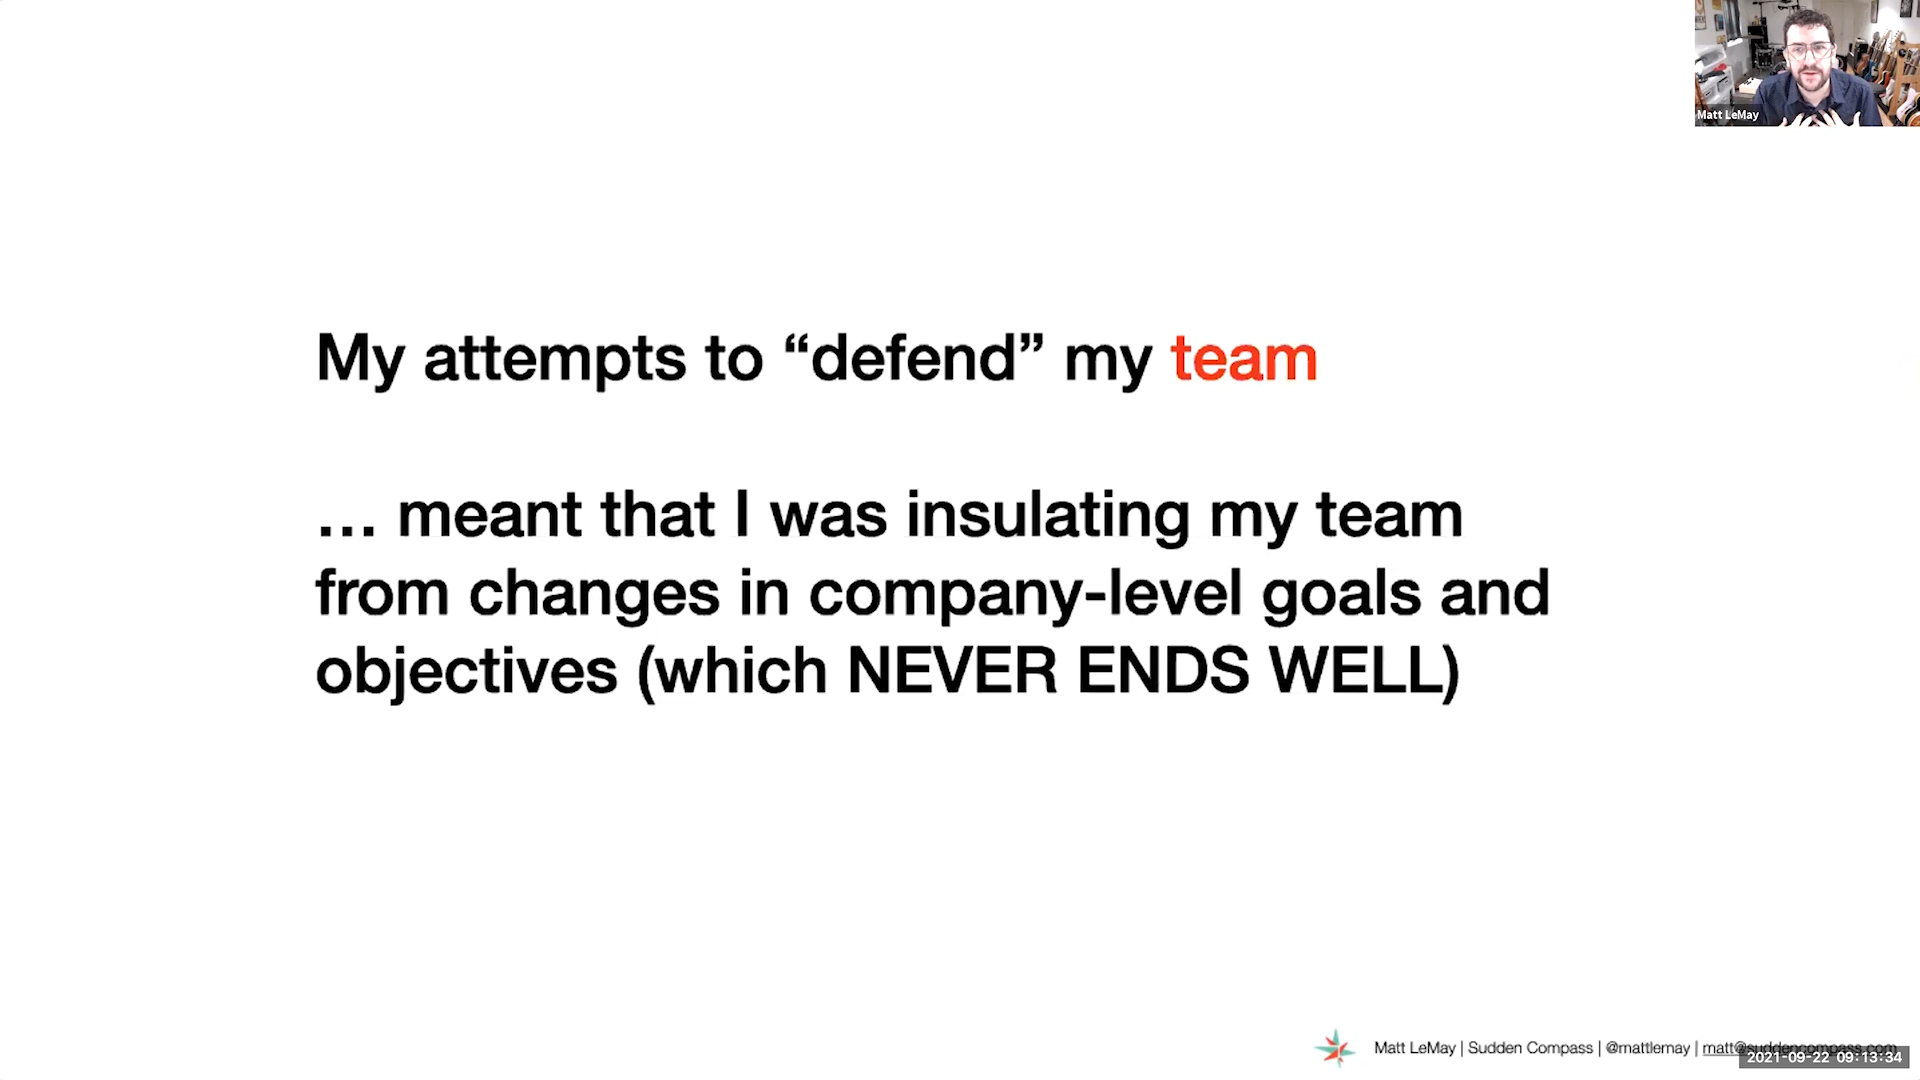 Matt LeMay
My attempts to “defend” my team
… meant that I was insulating my team
from changes in company-level goals and
objectives (which NEVER ENDS WELL)
Matt LeMay | Sudden Compass | @mattlemay | matt@suddencompass.com
2021-09-22 09:13:34